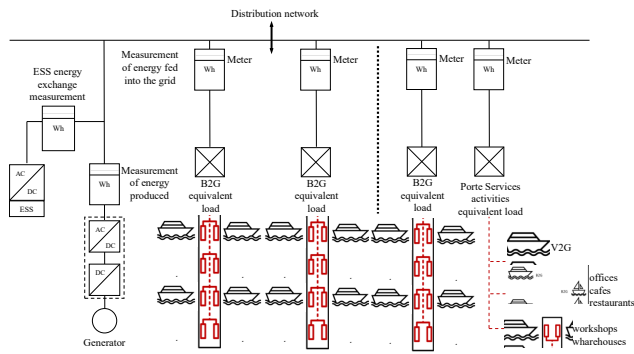 Distribution network
Measurement
of energy fed
into the grid
Meter
Meter
Meter
Meter
Wh
Wh
Wh
Wh
ESS energy
exchange
measurement
Wh
AC
DC
ESS
Wh
Measurement
of energy
produced
B2G
equivalent
load
B2G
equivalent
load
B2G
equivalent
load
Porte Services
activities
equivalent load
AC
DC
DC
Generator
V2G
offices
cafes
restaurants
workshops
wharehouses